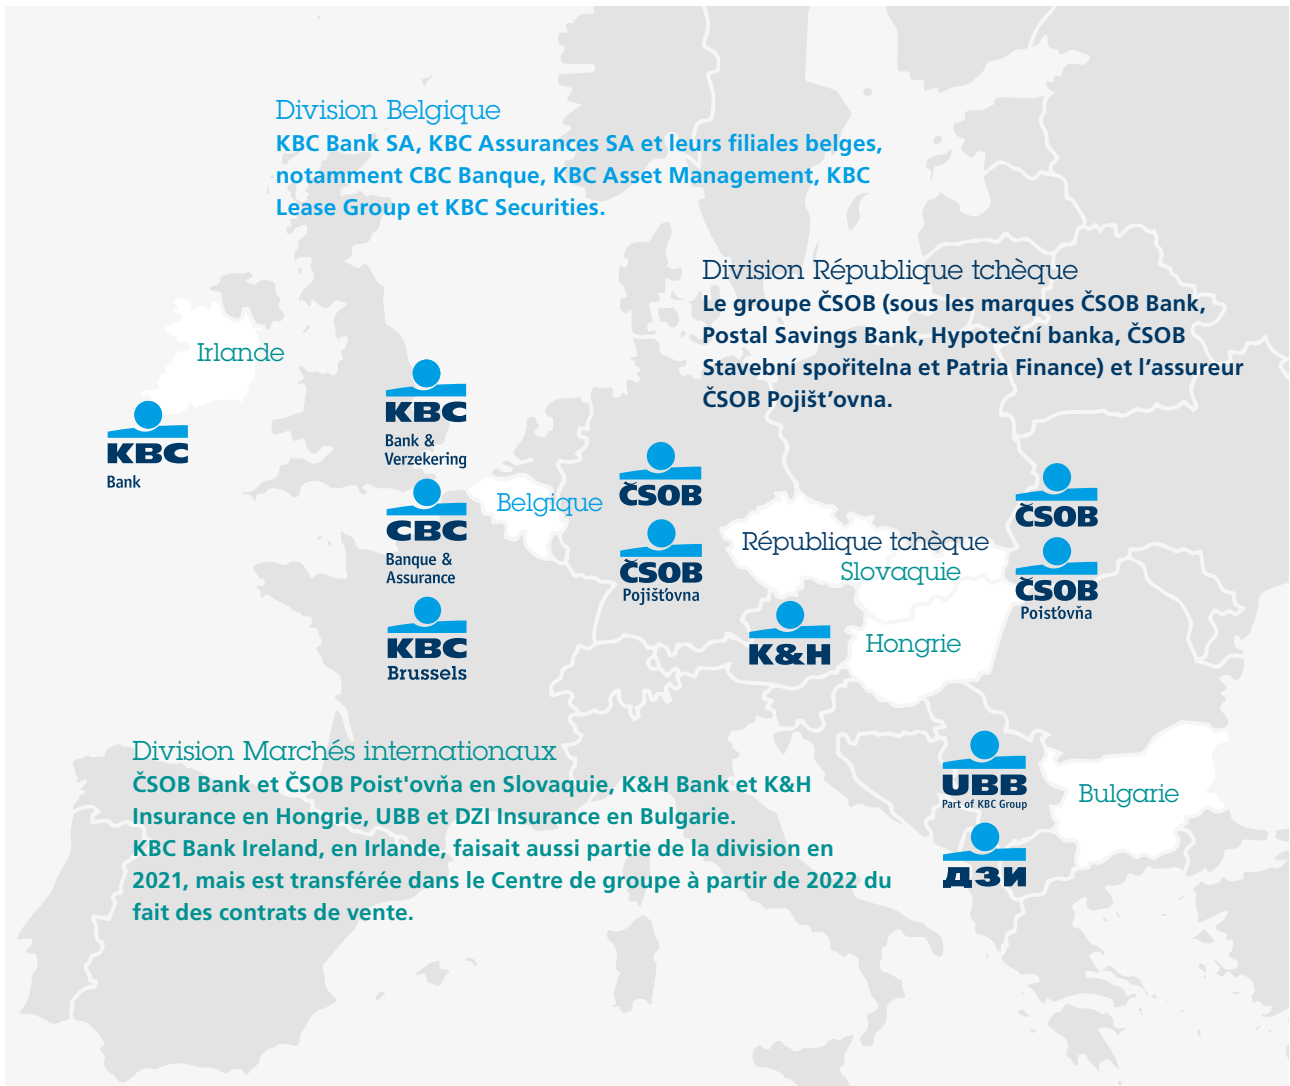 Division Belgique
KBC Bank SA, KBC Assurances SA et leurs filiales belges,
notamment CBC Banque, KBC Asset Management, KBC
Lease Group et KBC Securities.
Division République tchèque
Le groupe ČSOB (sous les marques ČSOB Bank,
Postal Savings Bank, Hypoteční banka, ČSOB
Stavební spořitelna et Patria Finance) et l’assureur
ČSOB Pojišt’ovna.
Irlande
KBC
Bank
KBC
Bank &
Verzekering
CBC
Banque &
Assurance
KBC
Brussels
Belgique
ČSOB
ČSOB
Pojišťovna
République tchèque
Slovaquie
ČSOB
ČSOB
Poisťovňa
K&H
Hongrie
Division Marchés internationaux
ČSOB Bank et ČSOB Poist'ovňa en Slovaquie, K&H Bank et K&H
Insurance en Hongrie, UBB et DZI Insurance en Bulgarie.
KBC Bank Ireland, en Irlande, faisait aussi partie de la division en
2021, mais est transférée dans le Centre de groupe à partir de 2022 du
fait des contrats de vente.
UBB
Part of KBC Group
ДЗИ
Bulgarie